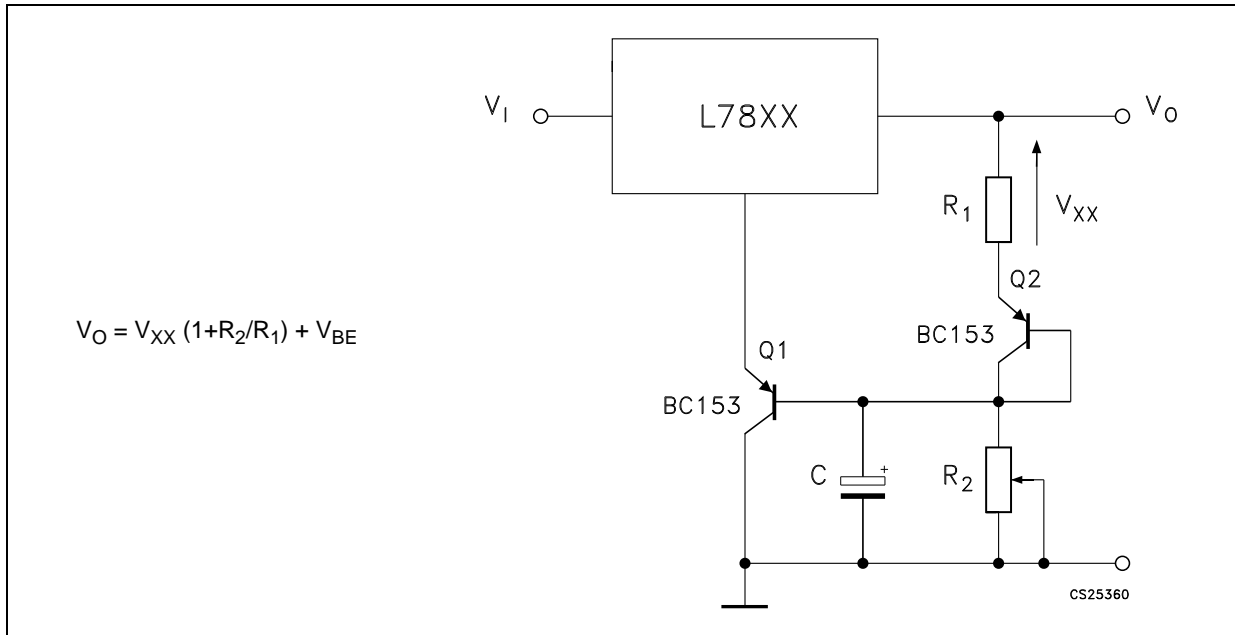 L78XX
V_I
V_O
R_1
V_XX
Q2
BC153
V_O = V_XX (1+R_2/R_1) + V_BE
Q1
BC153
C
+
R_2
CS25360